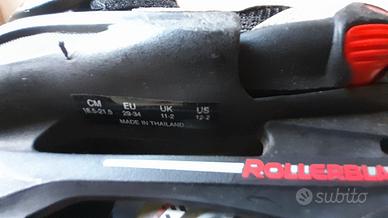 CM EU UK US
18.5-21.5 29-34 11-2 12-2
MADE IN THAILAND
ROLLERBL
subito